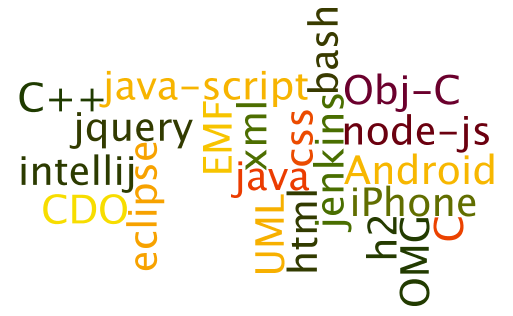 bash
java-script
Obj-C
C++
EMF
xml
css
jenkins
jquery
node-js
intellij
eclipse
java
Android
CDO
UML
html
iPhone
h2
OMG
C